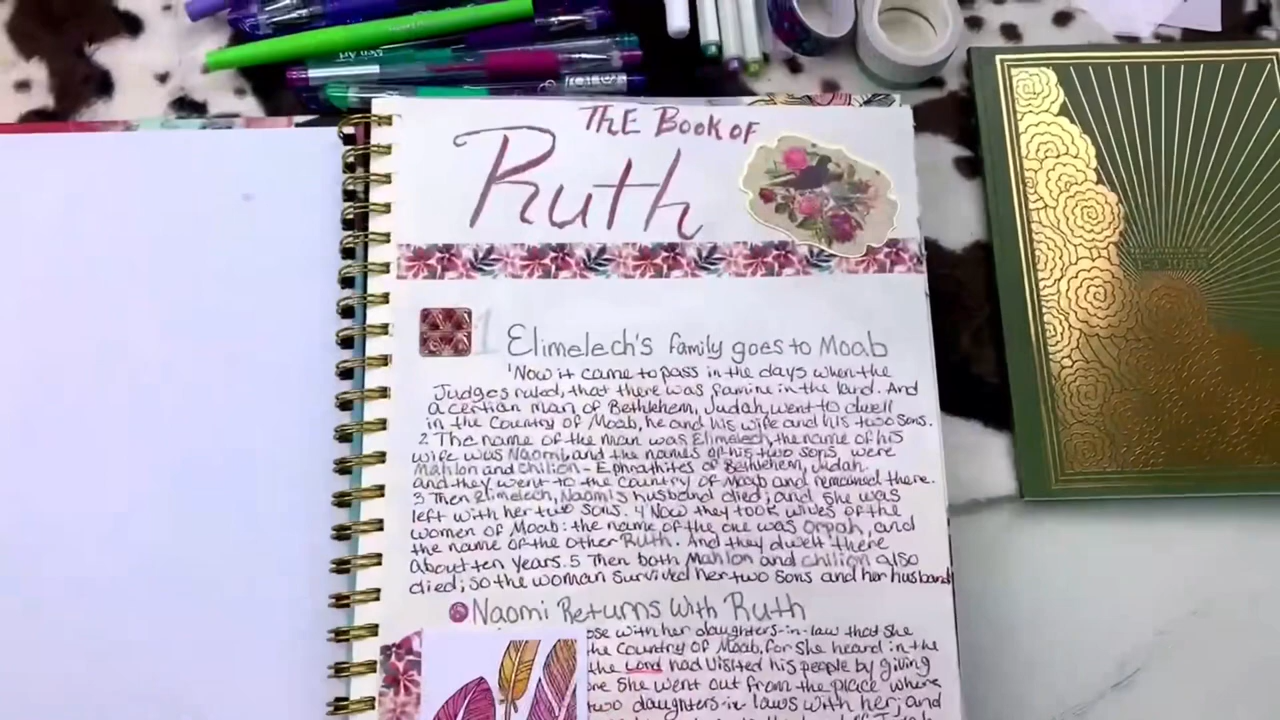 THE BOOK OF
Ruth
1 Elimelech's family goes to Moab
'Now it came to pass in the days when the
Judges ruled, that there was famine in the land. And
a certian man of Bethlehem, Judah, went to dwell
in the Country of Moab, he and his wife and his two sons.
2 The name of the man was Elimelech, the name of his
wife was Naomi, and the names of his two sons were
Mahlon and Chilion - Ephrathites of Bethlehem, Judah.
and they went to the Country of Moab and remained there.
3 Then Elimelech, Naomi's husband died; and she was
left with her two sons. 4 Now they took wives of the
women of Moab: the name of the one was Orpah, and
the name of the other Ruth. And they dwelt there
about ten years. 5 Then both Mahlon and Chilion also
died; so the woman survived her two sons and her husband
Naomi Returns With Ruth
ose with her daughters-in-law that she
the Country of Moab, for she heard in the
the Lord had visited his people by giving
she went out from the place where
two daughters-in-laws with her; and